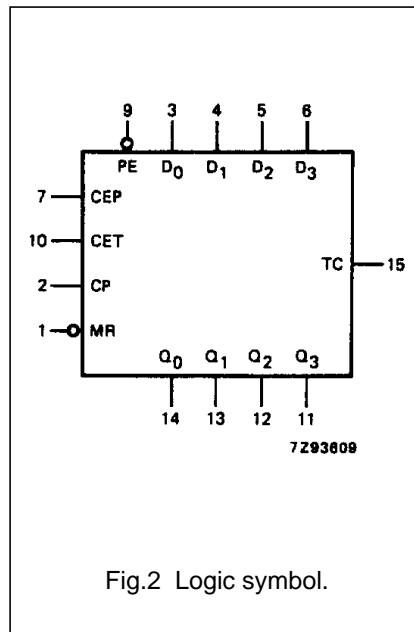 9 3 4 5 6
PE D0 D1 D2 D3
7 CEP
10 CET
TC 15
2 CP
1 MR
Q0 Q1 Q2 Q3
14 13 12 11
7Z93609
Fig.2 Logic symbol.